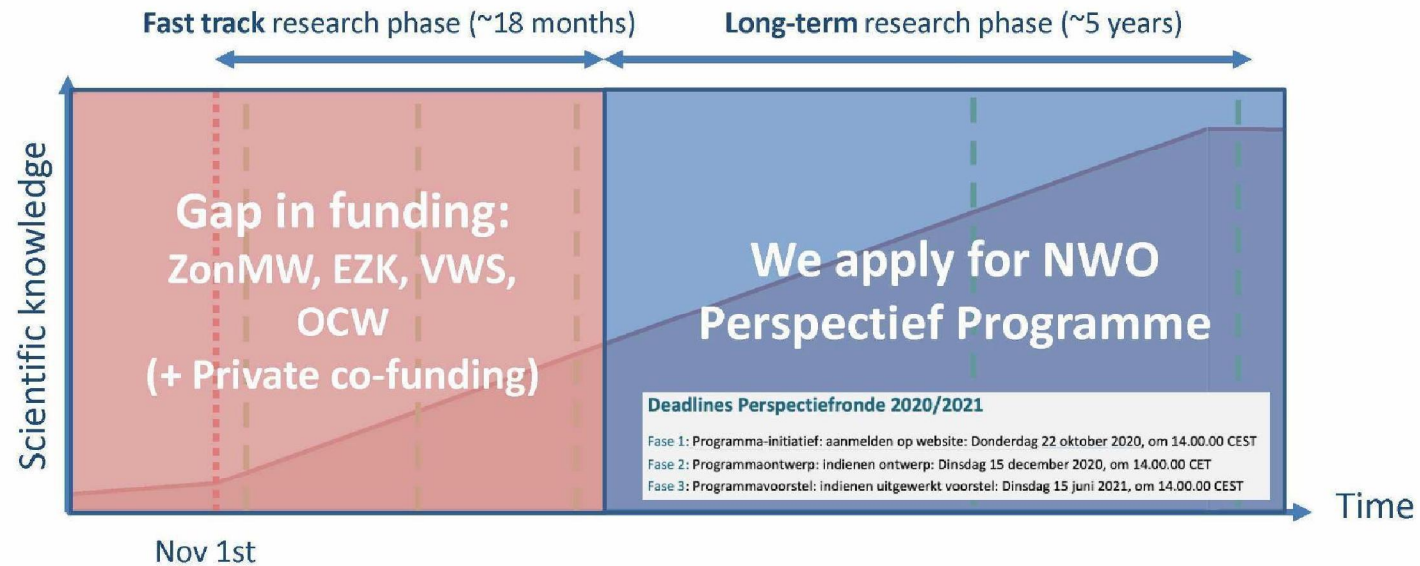 Fast track research phase (~18 months)
Long-term research phase (~5 years)
Scientific knowledge
Gap in funding:
ZonMW, EZK, VWS,
OCW
(+ Private co-funding)
We apply for NWO
Perspectief Programme
Deadlines Perspectiefronde 2020/2021
Fase 1: Programma-initiatief: aanmelden op website: Donderdag 22 oktober 2020, om 14.00.00 CEST
Fase 2: Programmaontwerp: indienen ontwerp: Dinsdag 15 december 2020, om 14.00.00 CET
Fase 3: Programmavoorstel: indienen uitgewerkt voorstel: Dinsdag 15 juni 2021, om 14.00.00 CEST
Time
Nov 1st